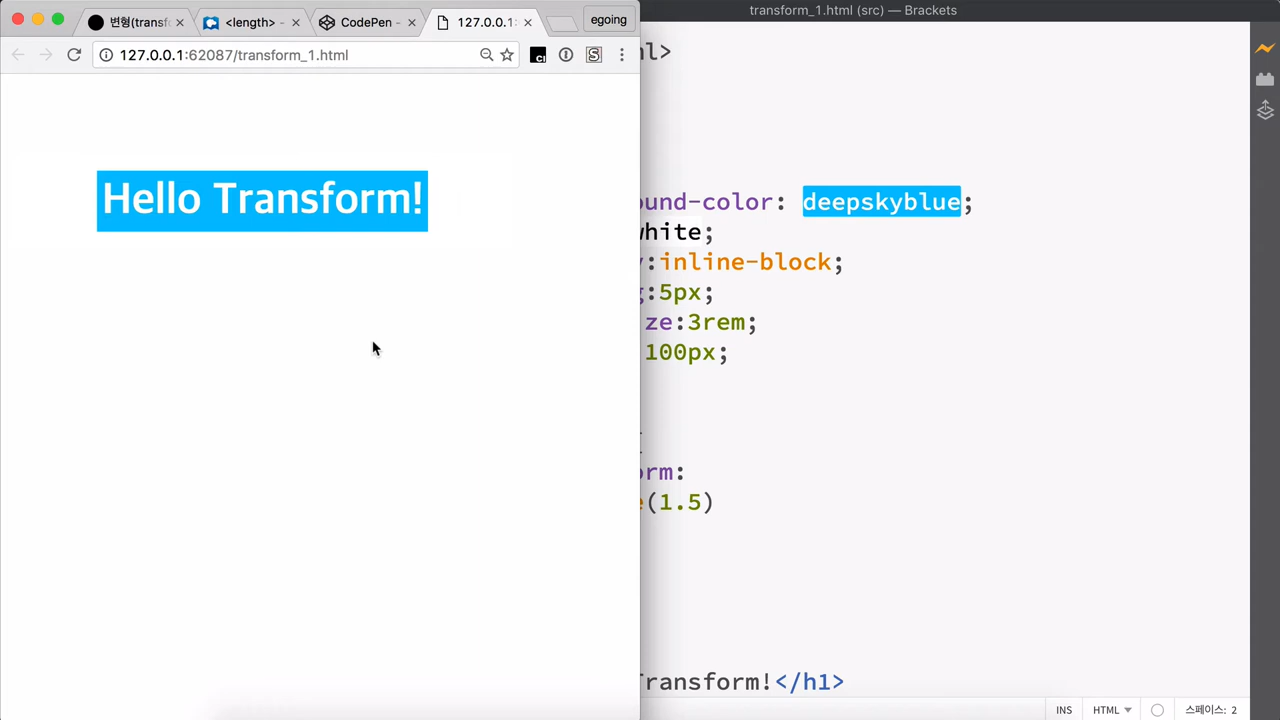 transform_1.html (src) — Brackets
변형(transf
<length> -
CodePen -
127.0.0.1:
egoing
127.0.0.1:62087/transform_1.html
Hello Transform!
l>
ound-color: deepskyblue;
white;
:inline-block;
:5px;
ze:3rem;
100px;
orm:
(1.5)
Transform!</h1>
INS
HTML
스페이스: 2